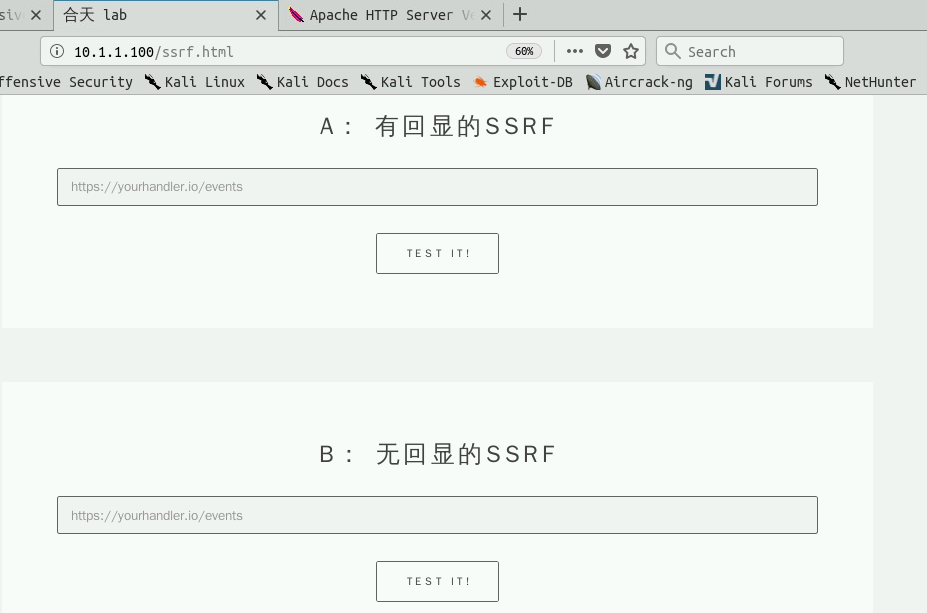 合天 lab
Apache HTTP Server
10.1.1.100/ssrf.html
60%
Search
ffensive Security Kali Linux Kali Docs Kali Tools Exploit-DB Aircrack-ng Kali Forums NetHunter
A： 有回显的SSRF
https://yourhandler.io/events
TEST IT!
B： 无回显的SSRF
https://yourhandler.io/events
TEST IT!